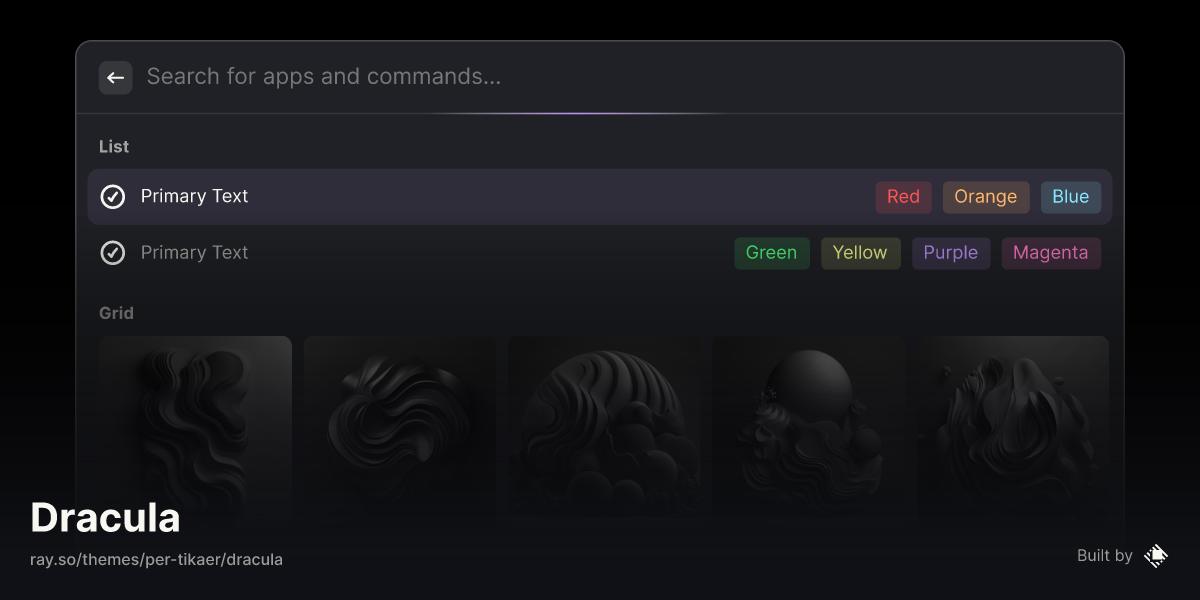 Search for apps and commands...
List
Primary Text Red Orange Blue
Primary Text Green Yellow Purple Magenta
Grid
Dracula
ray.so/themes/per-tikaer/dracula
Built by